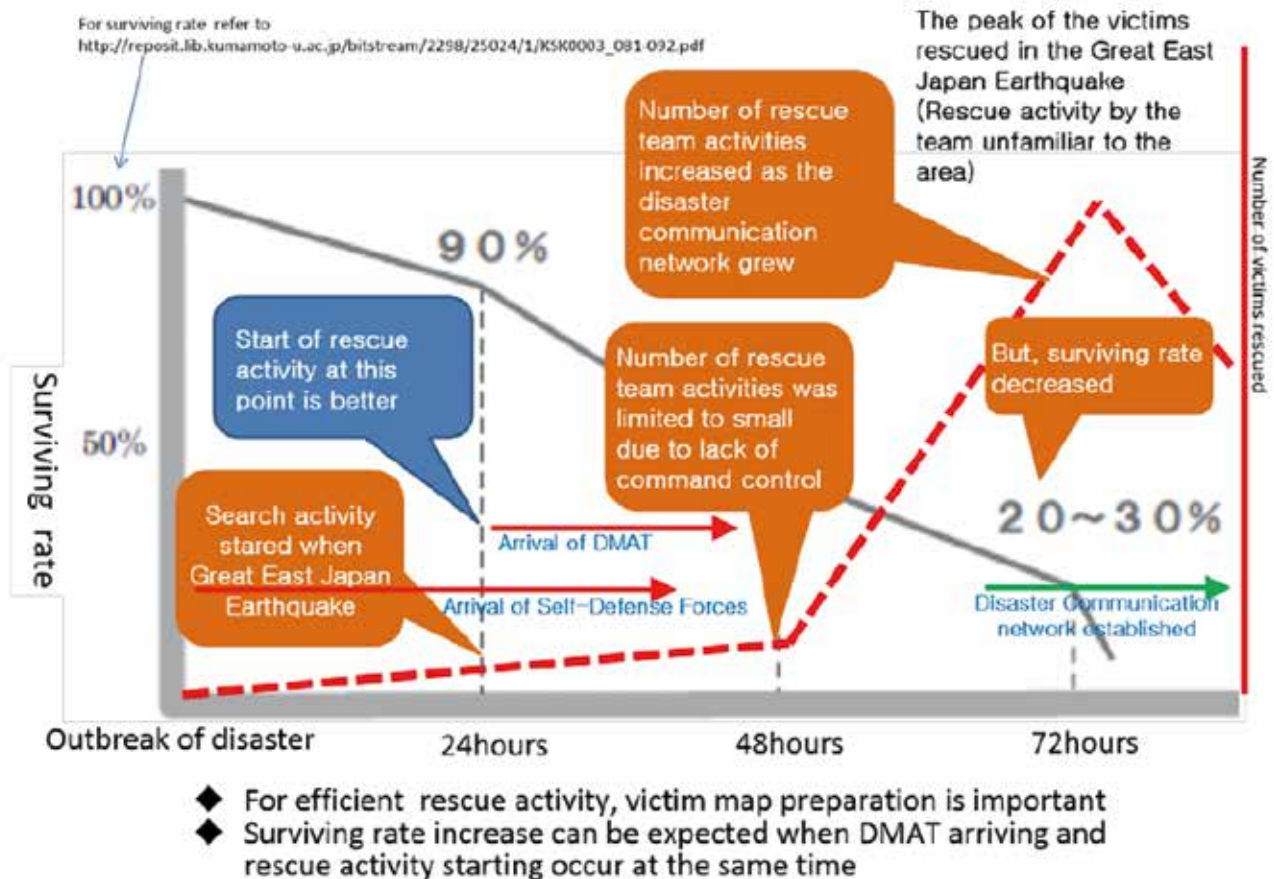 For surviving rate refer to
http://reposit.lib.kumamoto-u.ac.jp/bitstream/2298/25024/1/KSK0003_081-092.pdf
The peak of the victims
rescued in the Great East
Japan Earthquake
(Rescue activity by the
team unfamiliar to the
area)
Number of rescue
team activities
increased as the
disaster
communication
network grew
Number of victims rescued
100%
90%
Start of rescue
activity at this
point is better
Number of rescue
team activities was
limited to small
due to lack of
command control
But, surviving rate
decreased
Surviving rate
50%
Search activity
stared when
Great East Japan
Earthquake
Arrival of DMAT
Arrival of Self-Defense Forces
20~30%
Disaster Communication
network established
Outbreak of disaster
24hours
48hours
72hours
◆ For efficient rescue activity, victim map preparation is important
◆ Surviving rate increase can be expected when DMAT arriving and
rescue activity starting occur at the same time